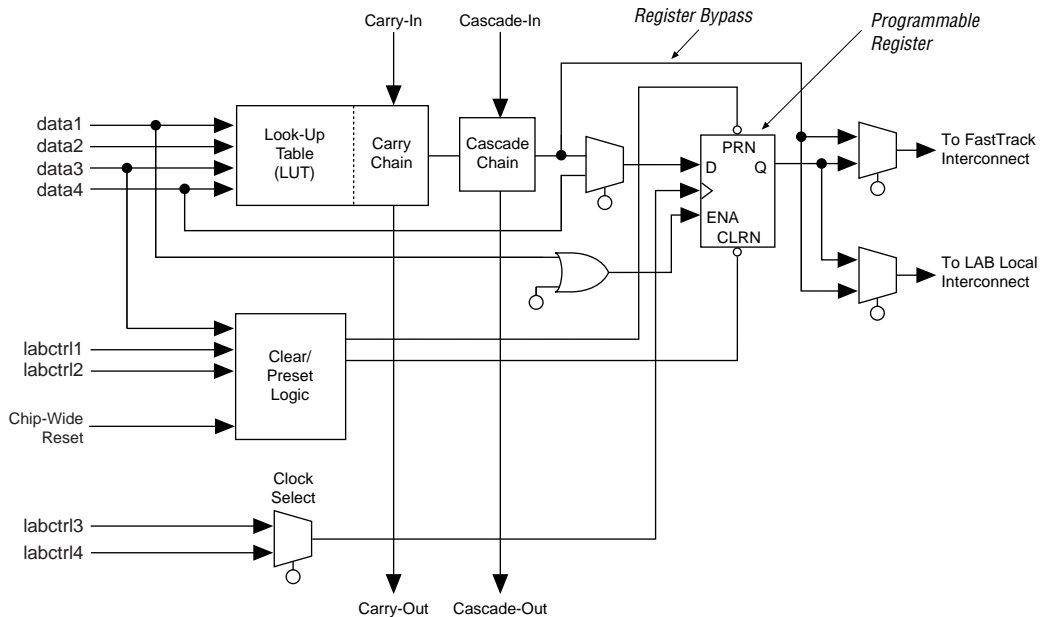 Carry-In
Cascade-In
Register Bypass
Programmable
Register
data1
data2
data3
data4
Look-Up
Table
(LUT)
Carry
Chain
Cascade
Chain
PRN
D
Q
ENA
CLRN
To FastTrack
Interconnect
To LAB Local
Interconnect
labctrl1
labctrl2
Clear/
Preset
Logic
Chip-Wide
Reset
Clock
Select
labctrl3
labctrl4
Carry-Out
Cascade-Out